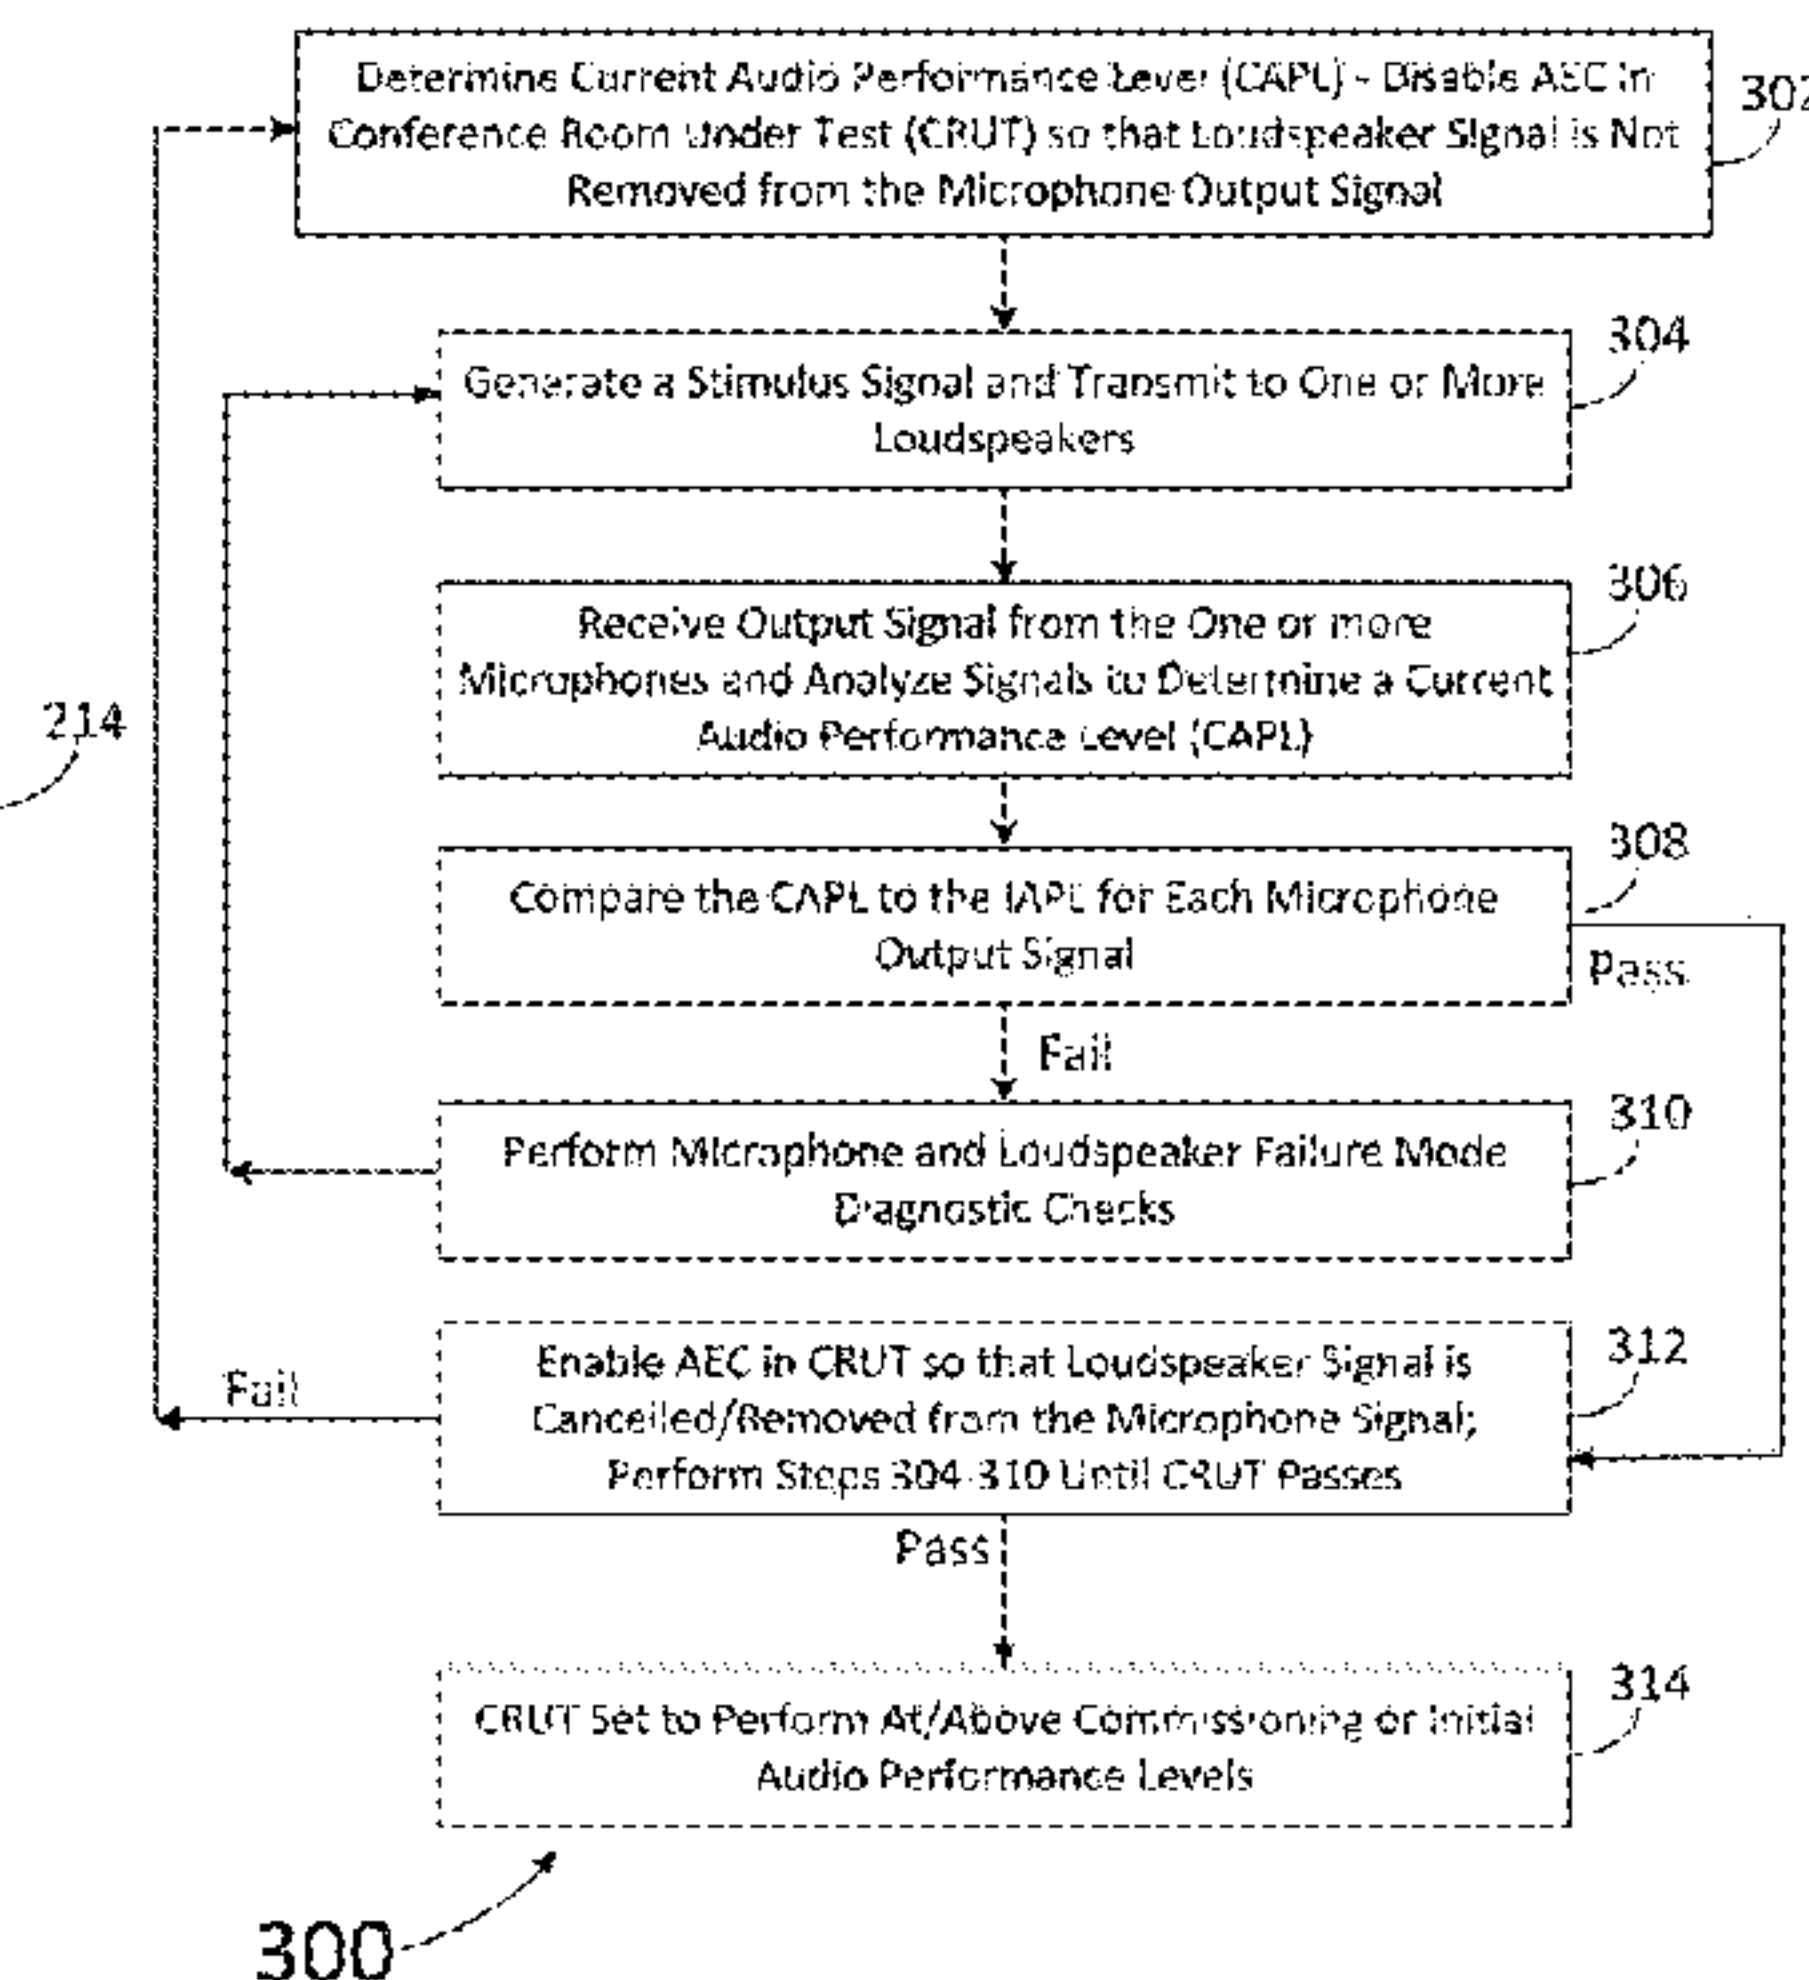 Determine Current Audio Performance Level (CAPL) - Disable AEC in
Conference Room Under Test (CRUT) so that Loudspeaker Signal is Not
Removed from the Microphone Output Signal
302
Generate a Stimulus Signal and Transmit to One or More
Loudspeakers
304
Receive Output Signal from the One or more
Microphones and Analyze Signals to Determine a Current
Audio Performance Level (CAPL)
306
214
Compare the CAPL to the IAPL for Each Microphone
Output Signal
308
Pass
Fail
Perform Microphone and Loudspeaker Failure Mode
Diagnostic Checks
310
Enable AEC in CRUT so that Loudspeaker Signal is
Cancelled/Removed from the Microphone Signal;
Perform Steps 304-310 Until CRUT Passes
312
Fail
Pass
CRUT Set to Perform At/Above Commissioning or Initial
Audio Performance Levels
314
300